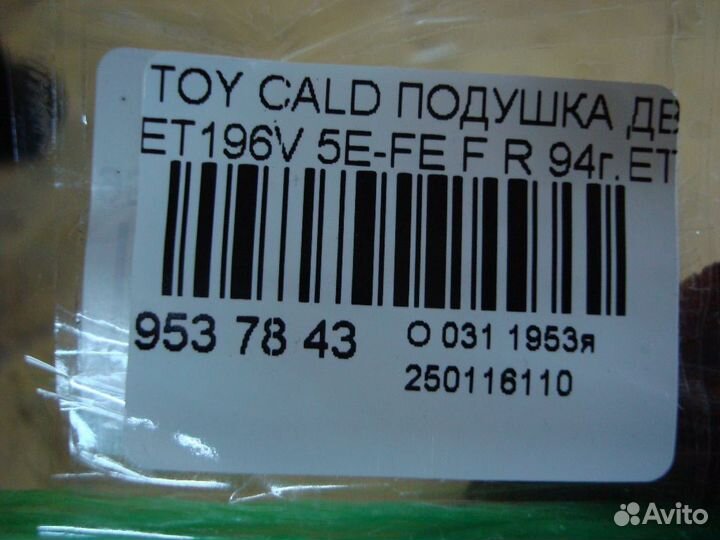 TOY CALD ПОДУШКА ДВ
ET196V 5E-FE F R 94г. ET
953 78 43
O 031 1953я
250116110
Avito